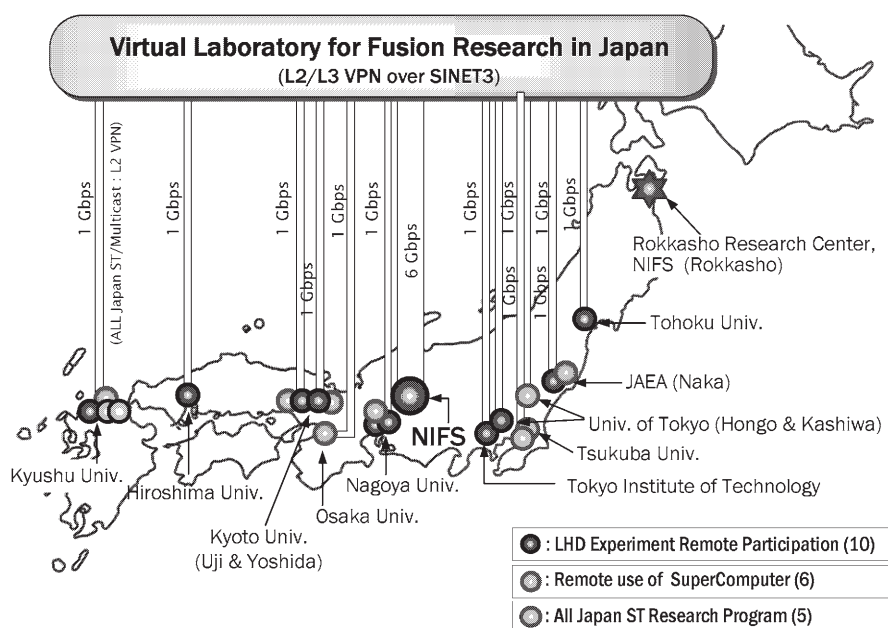 Virtual Laboratory for Fusion Research in Japan
(L2/L3 VPN over SINET3)
1 Gbps
(ALL Japan ST/Multicast : L2 VPN)
1 Gbps
1 Gbps
1 Gbps
1 Gbps
1 Gbps
6 Gbps
1 Gbps
1 Gbps
1 Gbps
1 Gbps
1 Gbps
Rokkasho Research Center,
NIFS (Rokkasho)
Tohoku Univ.
JAEA (Naka)
Univ. of Tokyo (Hongo & Kashiwa)
Tsukuba Univ.
Tokyo Institute of Technology
NIFS
Kyushu Univ.
Hiroshima Univ.
Nagoya Univ.
Osaka Univ.
Kyoto Univ.
(Uji & Yoshida)
: LHD Experiment Remote Participation (10)
: Remote use of SuperComputer (6)
: All Japan ST Research Program (5)